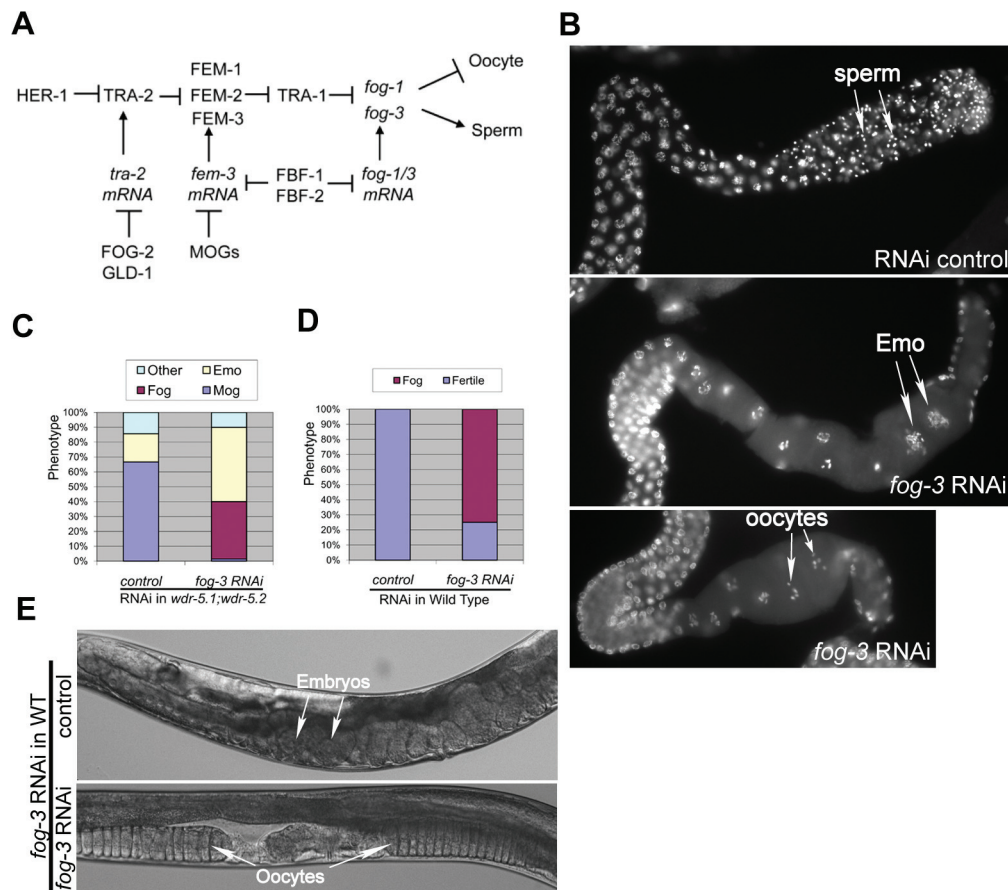 A
HER-1
TRA-2
FEM-1
FEM-2
FEM-3
TRA-1
fog-1
fog-3
Oocyte
Sperm
tra-2
mRNA
fem-3
mRNA
FBF-1
FBF-2
fog-1/3
mRNA
FOG-2
GLD-1
MOGs
B
sperm
RNAi control
Emo
fog-3 RNAi
oocytes
fog-3 RNAi
C
Other
Emo
Fog
Mog
Phenotype
100%
90%
80%
70%
60%
50%
40%
30%
20%
10%
0%
control
fog-3 RNAi
RNAi in wdr-5.1;wdr-5.2
D
Fog
Fertile
Phenotype
100%
90%
80%
70%
60%
50%
40%
30%
20%
10%
0%
control
fog-3 RNAi
RNAi in Wild Type
E
fog-3 RNAi in WT
control
Embryos
fog-3 RNAi
Oocytes